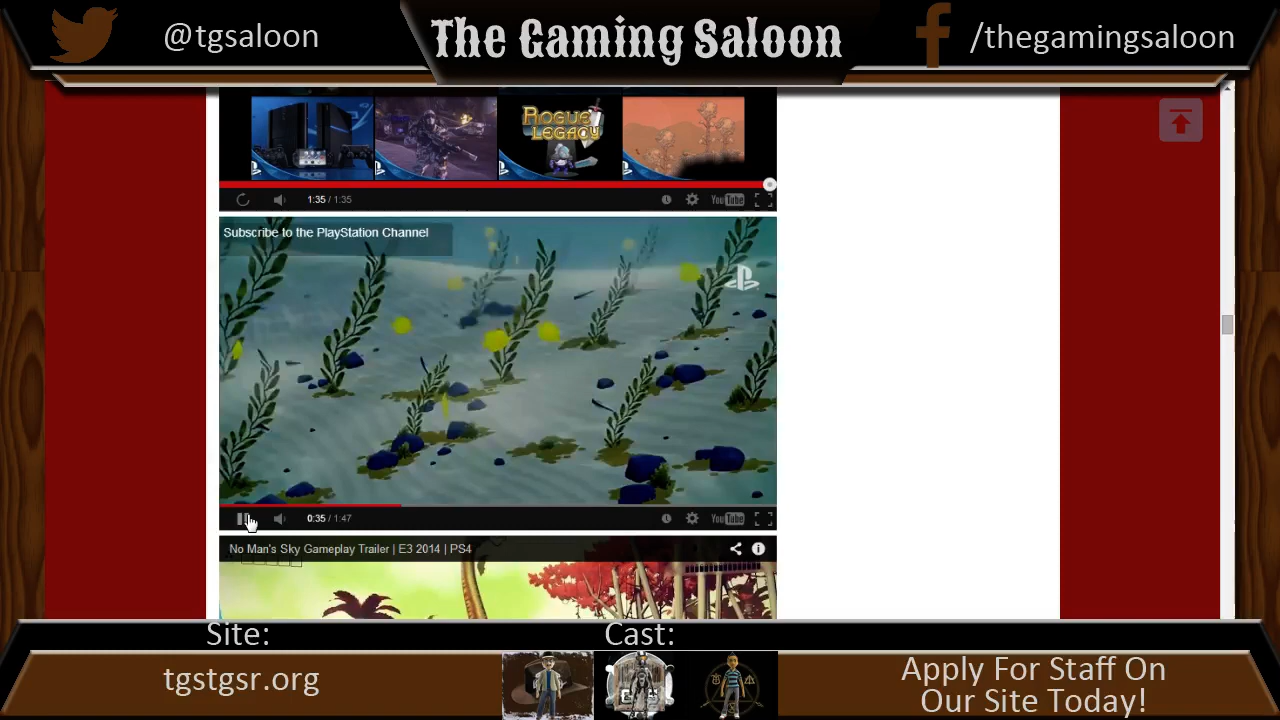 @tgsaloon
The Gaming Saloon
/thegamingsaloon
ROGUE
LEGACY
1:35 / 1:35
YouTube
Subscribe to the PlayStation Channel
0:35 / 1:47
YouTube
No Man's Sky Gameplay Trailer | E3 2014 | PS4
Site:
Cast:
tgstgsr.org
Apply For Staff On
Our Site Today!